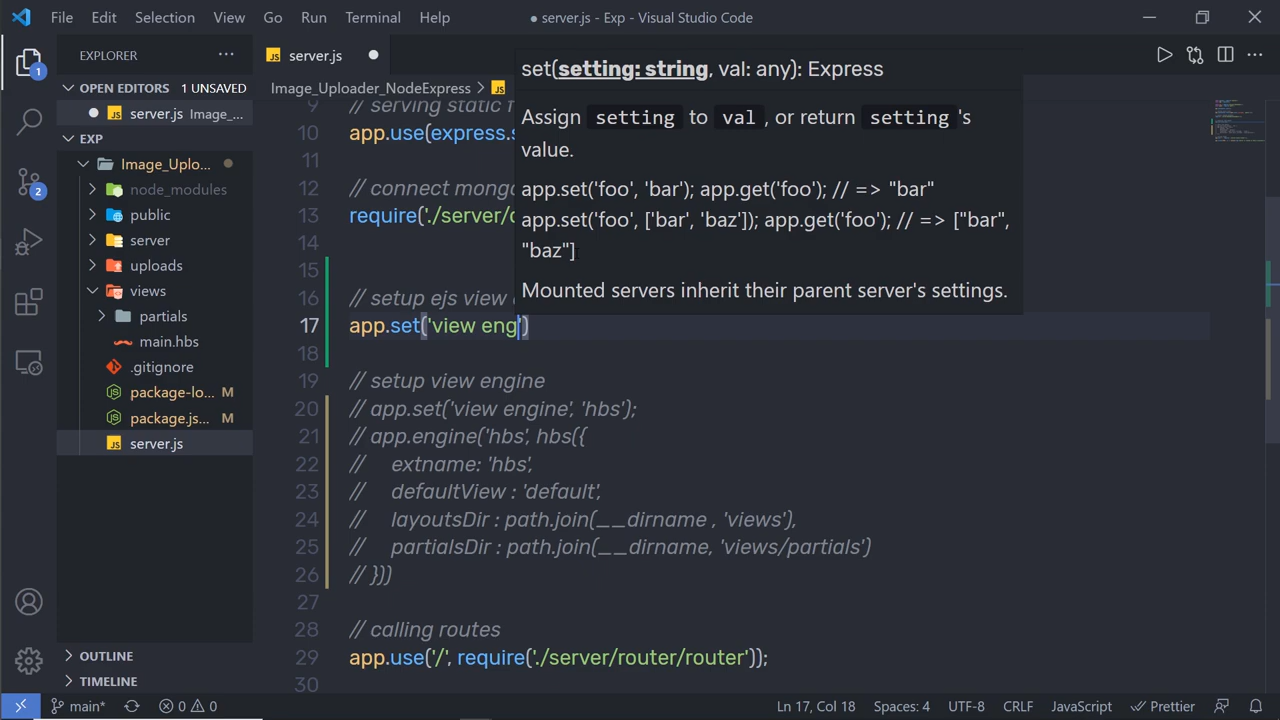 File Edit Selection View Go Run Terminal Help
● server.js - Exp - Visual Studio Code
EXPLORER
OPEN EDITORS 1 UNSAVED
server.js Image_...
EXP
Image_Uplo...
node_modules
public
server
uploads
views
partials
main.hbs
.gitignore
package-lo... M
package.js... M
server.js
OUTLINE
TIMELINE
1
2
JS server.js
Image_Uploader_NodeExpress > JS
9 // serving static f
10 app.use(express.s
11
12 // connect mongo
13 require('./server/d
14
15
16 // setup ejs view
17 app.set('view eng')
18
19 // setup view engine
20 // app.set('view engine', 'hbs');
21 // app.engine('hbs', hbs({
22 // extname: 'hbs',
23 // defaultView : 'default',
24 // layoutsDir : path.join(__dirname , 'views'),
25 // partialsDir : path.join(__dirname, 'views/partials')
26 // }))
27
28 // calling routes
29 app.use('/', require('./server/router/router'));
30
set(setting: string, val: any): Express
Assign setting to val , or return setting 's
value.
app.set('foo', 'bar'); app.get('foo'); // => "bar"
app.set('foo', ['bar', 'baz']); app.get('foo'); // => ["bar",
"baz"]
Mounted servers inherit their parent server's settings.
main* 0 0 Ln 17, Col 18 Spaces: 4 UTF-8 CRLF JavaScript Prettier